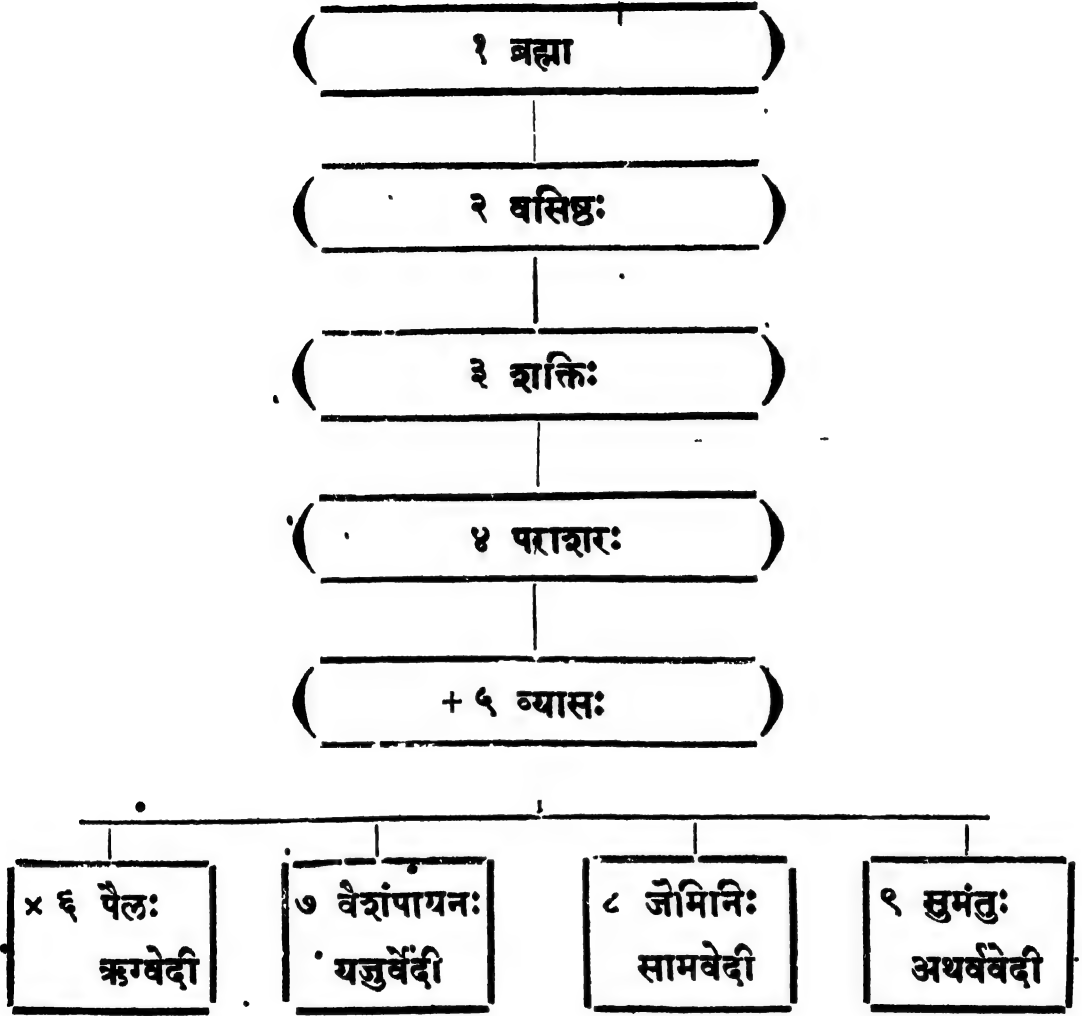 १ ब्रह्मा
२ वसिष्ठः
३ शक्तिः
४ पराशरः
+ ५ व्यासः
× ६ पैलः
ऋग्वेदी
७ वैशंपायनः
यजुर्वेदी
८ जैमिनिः
सामवेदी
९ सुमंतुः
अथर्ववेदी